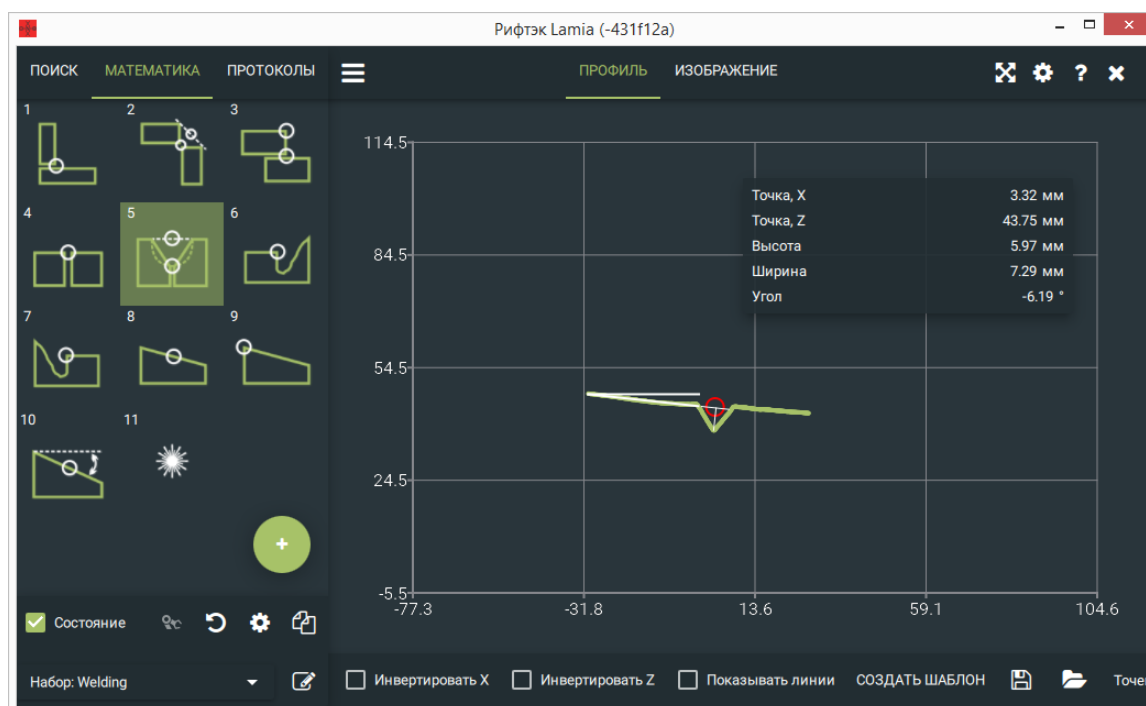 Рифтэк Lamia (-431f12a)
ПОИСК МАТЕМАТИКА ПРОТОКОЛЫ
ПРОФИЛЬ ИЗОБРАЖЕНИЕ
?
1 2 3
4 5 6
7 8 9
10 11
+
Состояние
Набор: Welding
114.5
84.5
54.5
24.5
-5.5
-77.3 -31.8 13.6 59.1 104.6
Точка, X 3.32 мм
Точка, Z 43.75 мм
Высота 5.97 мм
Ширина 7.29 мм
Угол -6.19 °
Инвертировать X Инвертировать Z Показывать линии СОЗДАТЬ ШАБЛОН